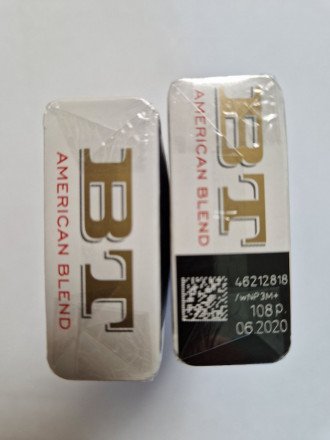 BT
AMERICAN BLEND
BT
AMERICAN BLEND
46212818
/wNP3M+
108 р.
06.2020